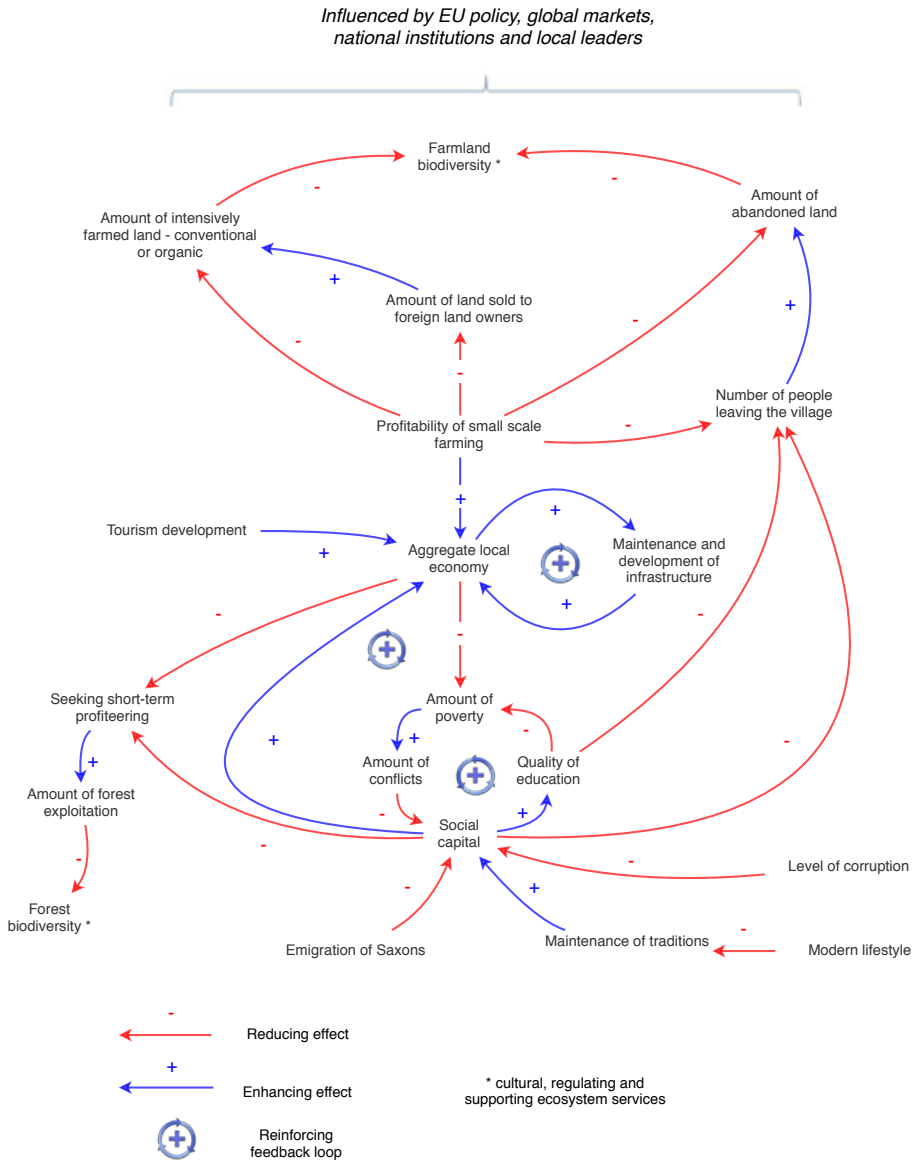 Influenced by EU policy, global markets,
national institutions and local leaders
Farmland
biodiversity *
-
-
Amount of
abandoned land
Amount of intensively
farmed land - conventional
or organic
+
Amount of land sold to
foreign land owners
+
-
-
-
Number of people
leaving the village
Profitability of small scale
farming
-
+
+
Tourism development
+
Aggregate local
economy
Maintenance and
development of
infrastructure
+
-
-
-
Seeking short-term
profiteering
Amount of
poverty
-
+
+
-
+
Amount of
conflicts
Quality of
education
Amount of forest
exploitation
-
+
Social
capital
-
-
-
Level of corruption
-
+
Forest
biodiversity *
Emigration of Saxons
Maintenance of traditions
-
Modern lifestyle
-
Reducing effect
+
Enhancing effect
* cultural, regulating and
supporting ecosystem services
Reinforcing
feedback loop